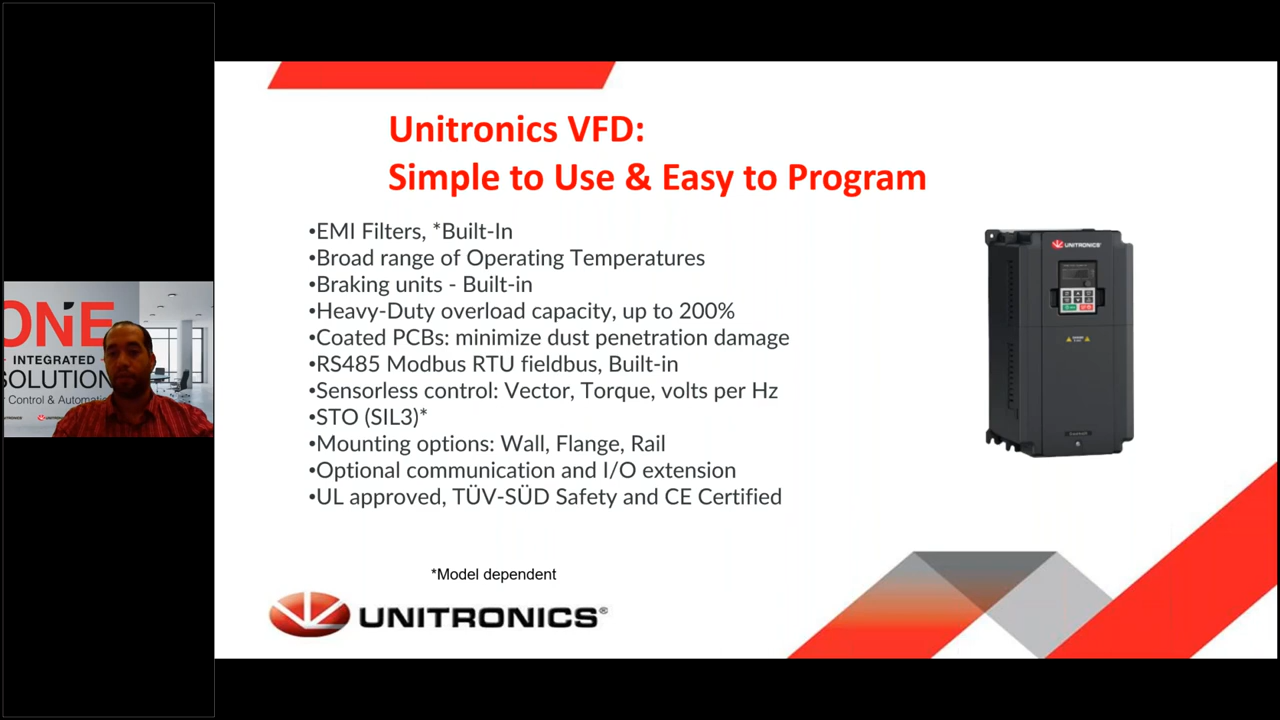 Unitronics VFD:
Simple to Use & Easy to Program
•EMI Filters, *Built-In
•Broad range of Operating Temperatures
•Braking units - Built-in
•Heavy-Duty overload capacity, up to 200%
•Coated PCBs: minimize dust penetration damage
•RS485 Modbus RTU fieldbus, Built-in
•Sensorless control: Vector, Torque, volts per Hz
•STO (SIL3)*
•Mounting options: Wall, Flange, Rail
•Optional communication and I/O extension
•UL approved, TÜV-SÜD Safety and CE Certified
*Model dependent
UNITRONICS®
UNITRONICS®
ONE
INTEGRATED
SOLUTION
Control & Automat